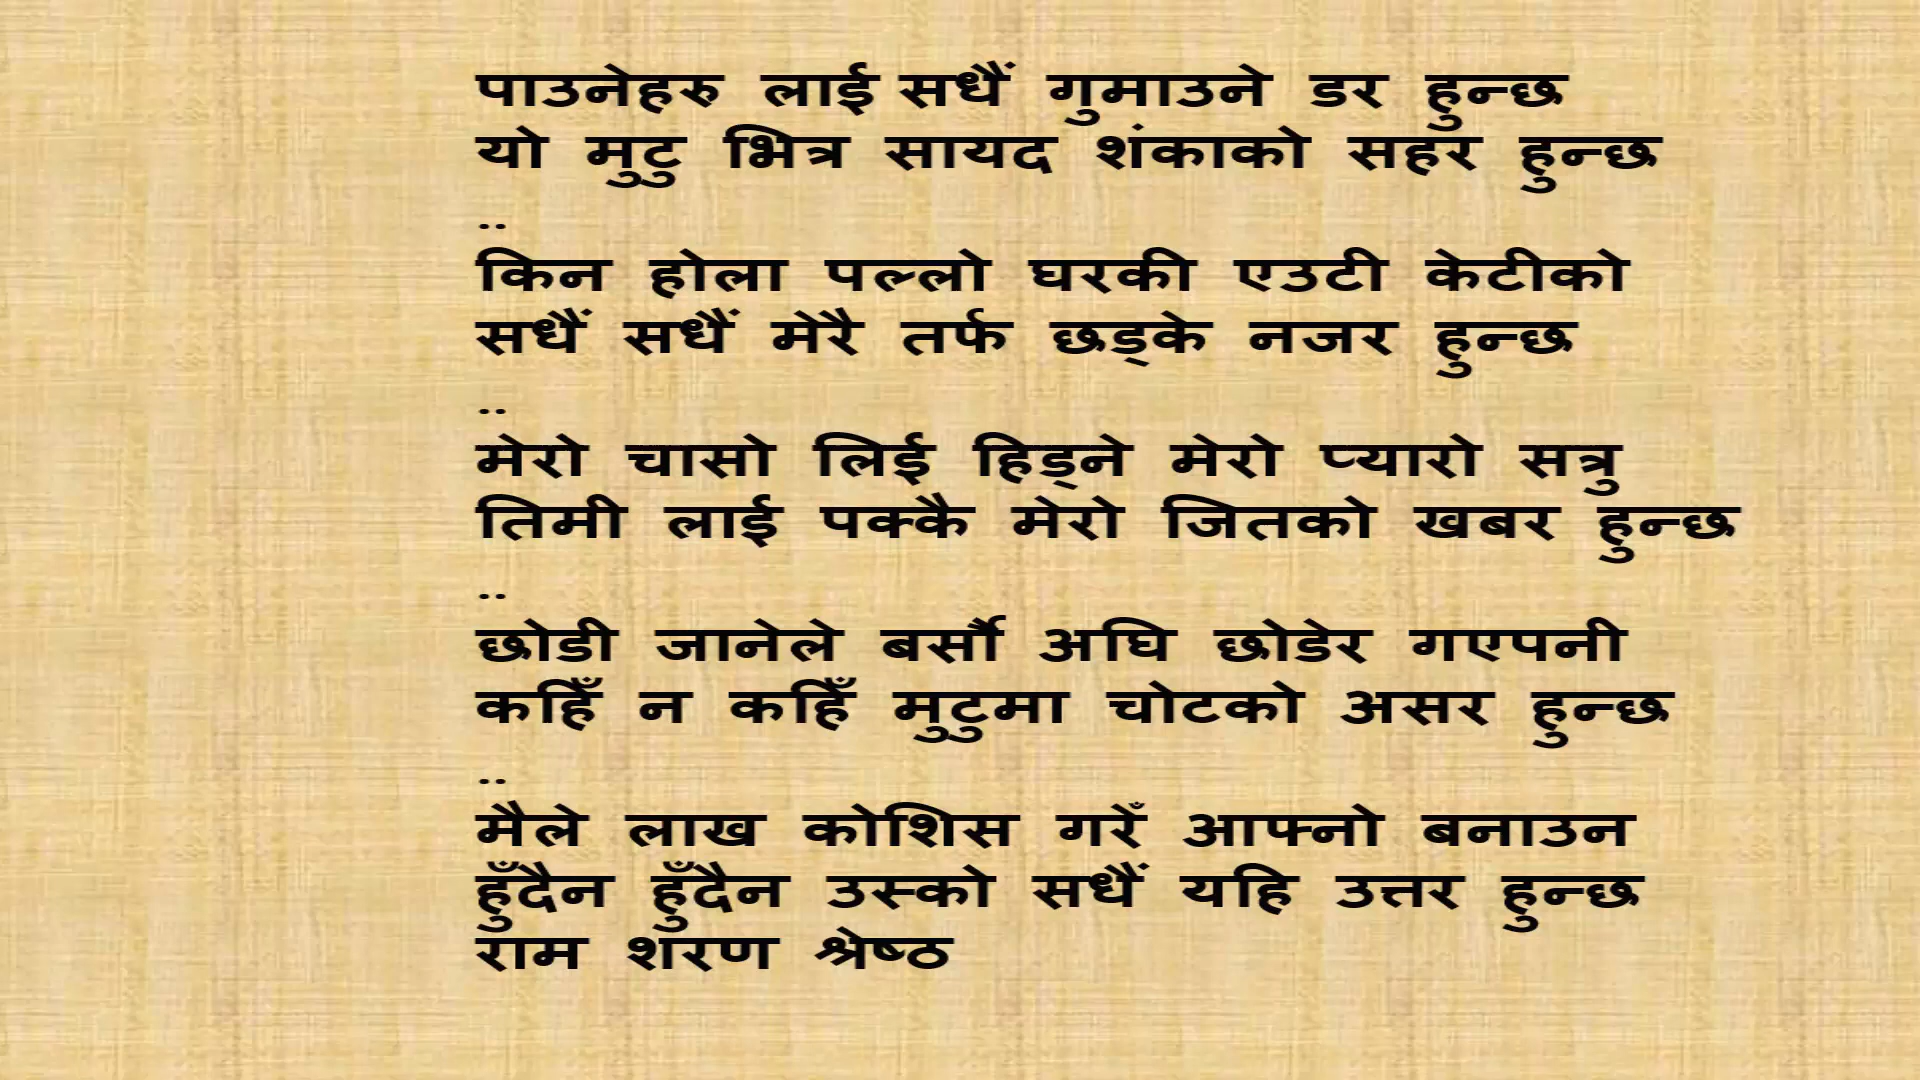 पाउनेहरु लाई सधैं गुमाउने डर हुन्छ
यो मुटु भित्र सायद शंकाको सहर हुन्छ
..
किन होला पल्लो घरकी एउटी केटीको
सधैं सधैं मेरै तर्फ छड्के नजर हुन्छ
..
मेरो चासो लिई हिड्ने मेरो प्यारो सत्रु
तिमी लाई पक्कै मेरो जितको खबर हुन्छ
..
छोडी जानेले बर्सौ अघि छोडेर गएपनी
कहिँ न कहिँ मुटुमा चोटको असर हुन्छ
..
मैले लाख कोशिस गरेँ आफ्नो बनाउन
हुँदैन हुँदैन उस्को सधैं यहि उत्तर हुन्छ
राम शरण श्रेष्ठ